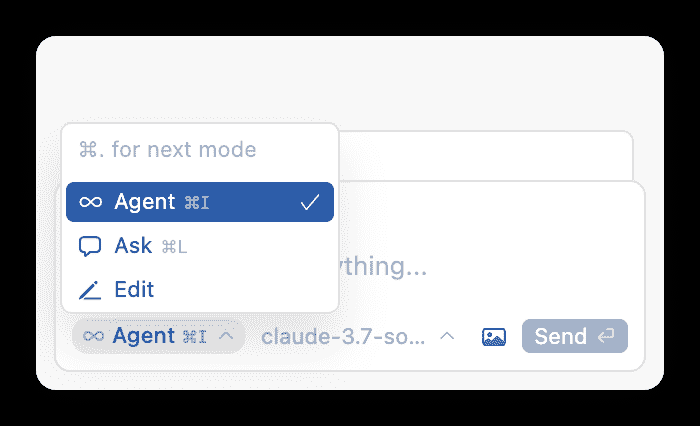 ⌘. for next mode
Agent ⌘I
Ask ⌘L
ything...
Edit
Agent ⌘I claude-3.7-so... Send